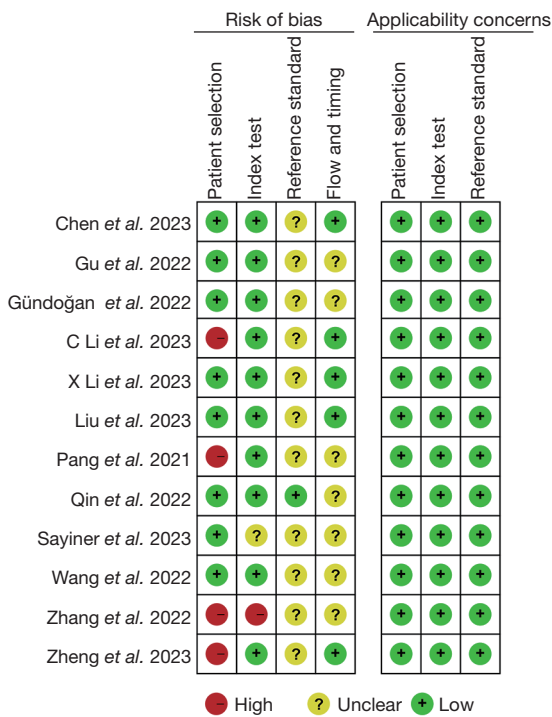 Risk of bias
Applicability concerns
Patient selection
Index test
Reference standard
Flow and timing
Patient selection
Index test
Reference standard
Chen et al. 2023 + + ? + + + +
Gu et al. 2022 + + ? ? + + +
Gündoğan et al. 2022 + + ? ? + + +
C Li et al. 2023 – + ? + + + +
X Li et al. 2023 + + ? + + + +
Liu et al. 2023 + + ? + + + +
Pang et al. 2021 – + ? ? + + +
Qin et al. 2022 + + + ? + + +
Sayiner et al. 2023 + ? ? ? + + +
Wang et al. 2022 + + ? ? + + +
Zhang et al. 2022 – – ? ? + + +
Zheng et al. 2023 – + ? + + + +
– High ? Unclear + Low